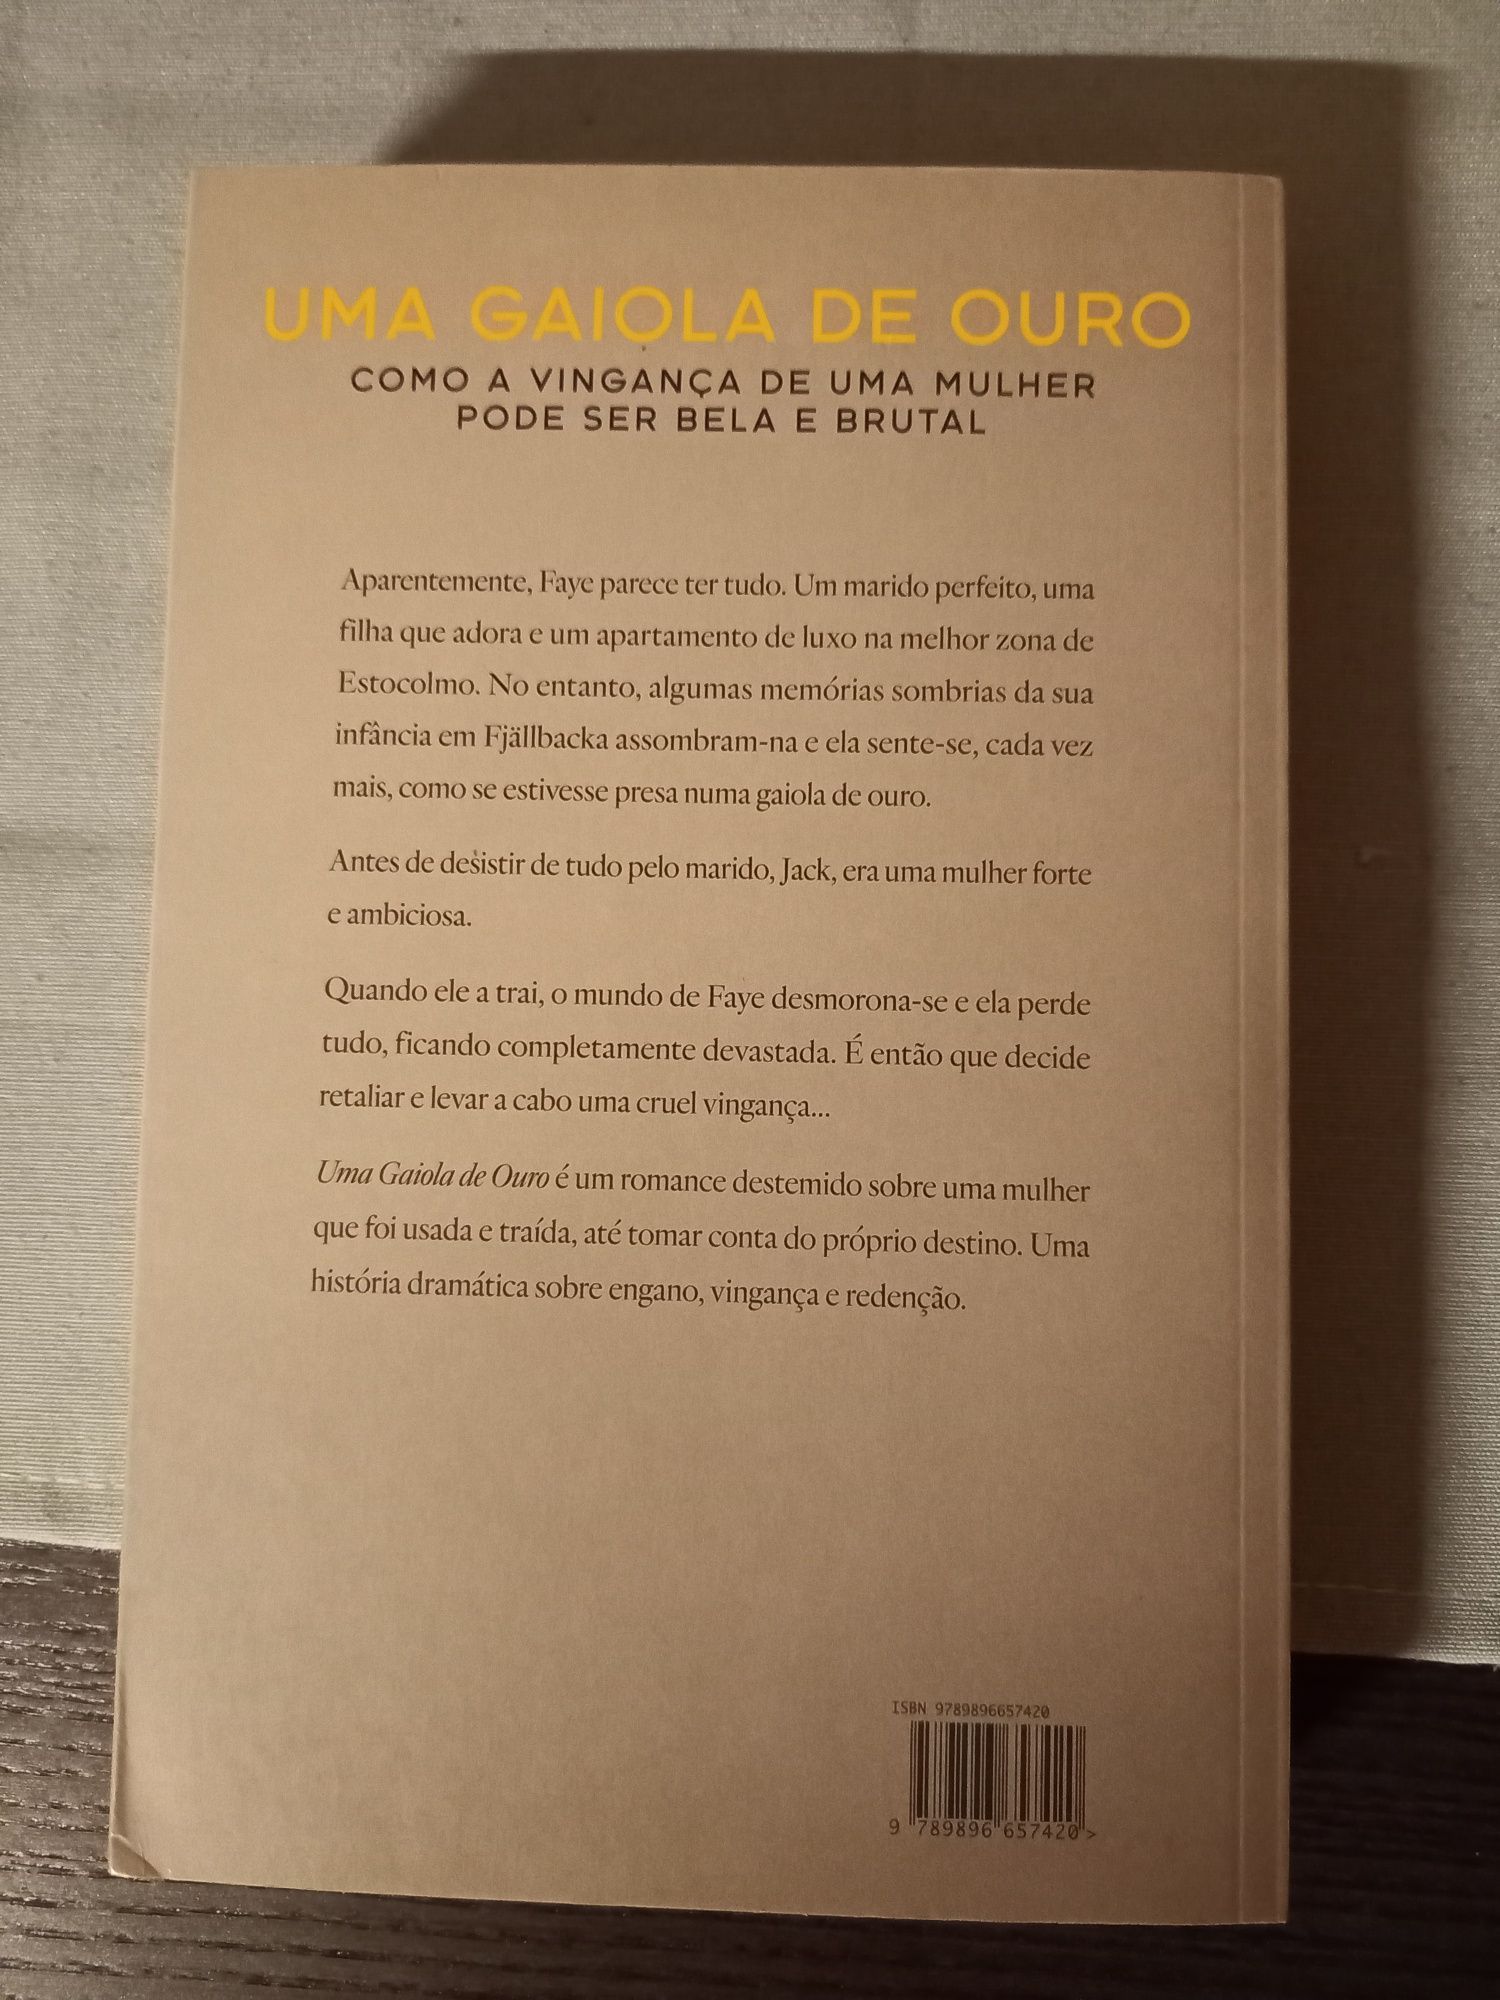 UMA GAIOLA DE OURO
COMO A VINGANÇA DE UMA MULHER
PODE SER BELA E BRUTAL
Aparentemente, Faye parece ter tudo. Um marido perfeito, uma
filha que adora e um apartamento de luxo na melhor zona de
Estocolmo. No entanto, algumas memórias sombrias da sua
infância em Fjällbacka assombram-na e ela sente-se, cada vez
mais, como se estivesse presa numa gaiola de ouro.
Antes de desistir de tudo pelo marido, Jack, era uma mulher forte
e ambiciosa.
Quando ele a trai, o mundo de Faye desmorona-se e ela perde
tudo, ficando completamente devastada. É então que decide
retaliar e levar a cabo uma cruel vingança...
Uma Gaiola de Ouro é um romance destemido sobre uma mulher
que foi usada e traída, até tomar conta do próprio destino. Uma
história dramática sobre engano, vingança e redenção.
ISBN 9789896657420
9 789896 657420 >